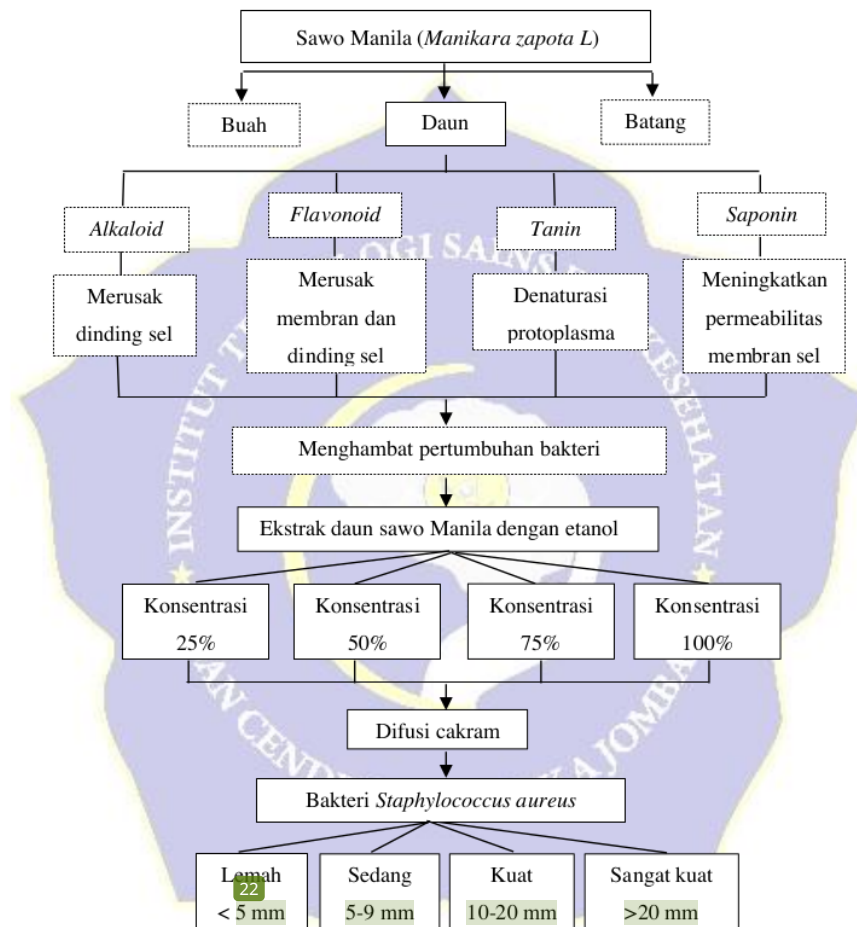 Sawo Manila (Manikara zapota L)
Buah
Daun
Batang
Alkaloid
Flavonoid
Tanin
Saponin
Merusak
dinding sel
Merusak
membran dan
dinding sel
Denaturasi
protoplasma
Meningkatkan
permeabilitas
membran sel
Menghambat pertumbuhan bakteri
Ekstrak daun sawo Manila dengan etanol
Konsentrasi
25%
Konsentrasi
50%
Konsentrasi
75%
Konsentrasi
100%
Difusi cakram
Bakteri Staphylococcus aureus
Lemah
22
< 5 mm
Sedang
5-9 mm
Kuat
10-20 mm
Sangat kuat
>20 mm
INSTITUT
SAINS
KESEHATAN